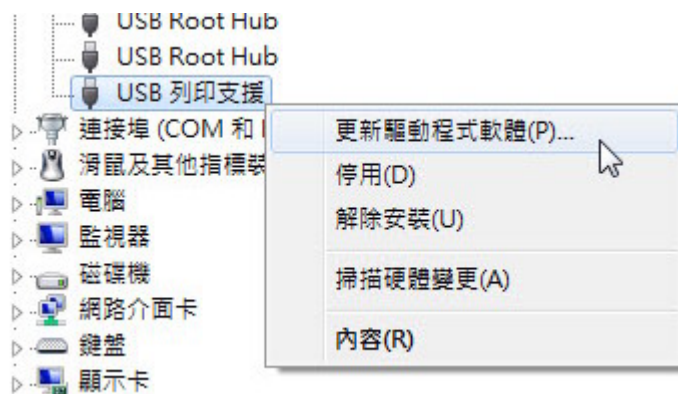 USB Root Hub
USB Root Hub
USB 列印支援
連接埠 (COM 和
滑鼠及其他指標裝
電腦
監視器
磁碟機
網路介面卡
鍵盤
顯示卡
更新驅動程式軟體(P)...
停用(D)
解除安裝(U)
掃描硬體變更(A)
內容(R)